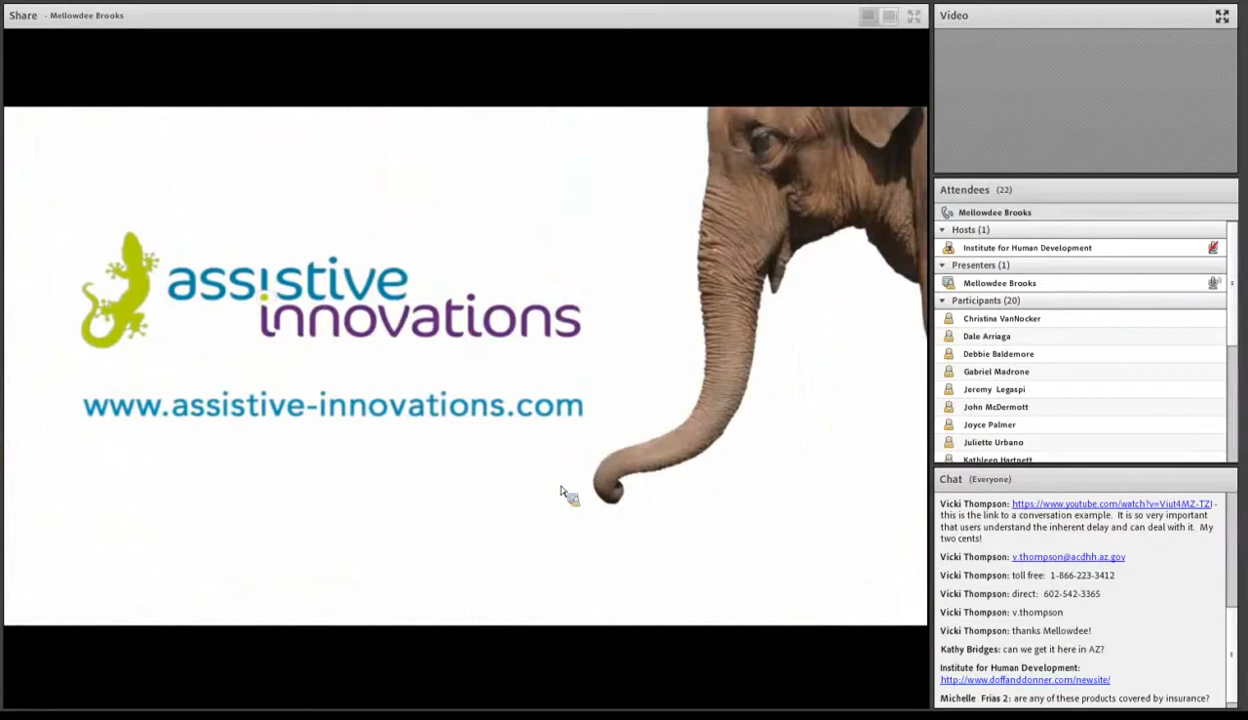 Share - Mellowdee Brooks
assistive
innovations
www.assistive-innovations.com
Video
Attendees (22)
Mellowdee Brooks
Hosts (1)
Institute for Human Development
Presenters (1)
Mellowdee Brooks
Participants (20)
Christina VanNocker
Dale Arriaga
Debbie Baldemore
Gabriel Madrone
Jeremy Legaspi
John McDermott
Joyce Palmer
Juliette Urbano
Kathleen Hartnett
Chat (Everyone)
Vicki Thompson: https://www.youtube.com/watch?v=Viut4MZ-TZI -
this is the link to a conversation example. It is so very important
that users understand the inherent delay and can deal with it. My
two cents!
Vicki Thompson: v.thompson@acdhh.az.gov
Vicki Thompson: toll free: 1-866-223-3412
Vicki Thompson: direct: 602-542-3365
Vicki Thompson: v.thompson
Vicki Thompson: thanks Mellowdee!
Kathy Bridges: can we get it here in AZ?
Institute for Human Development:
http://www.doffanddonner.com/newsite/
Michelle Frias 2: are any of these products covered by insurance?